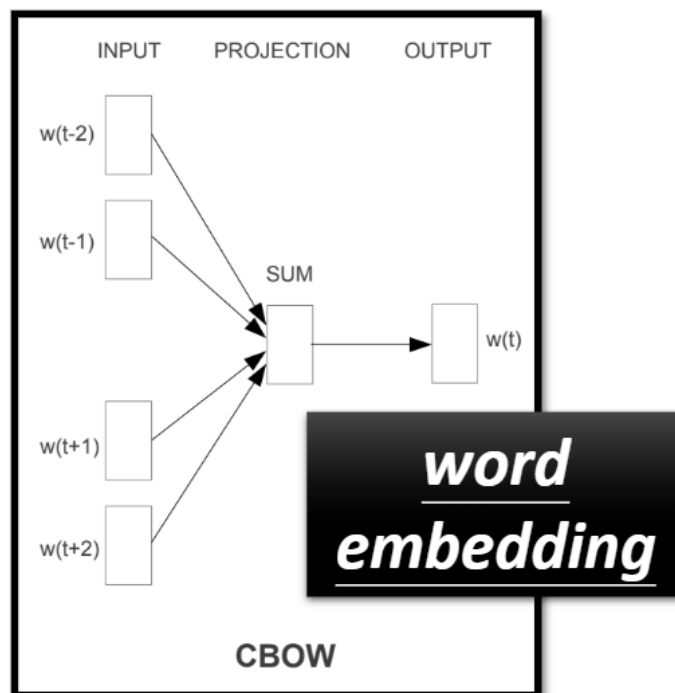 INPUT PROJECTION OUTPUT
w(t-2)
w(t-1)
SUM
w(t)
w(t+1)
w(t+2)
word
embedding
CBOW